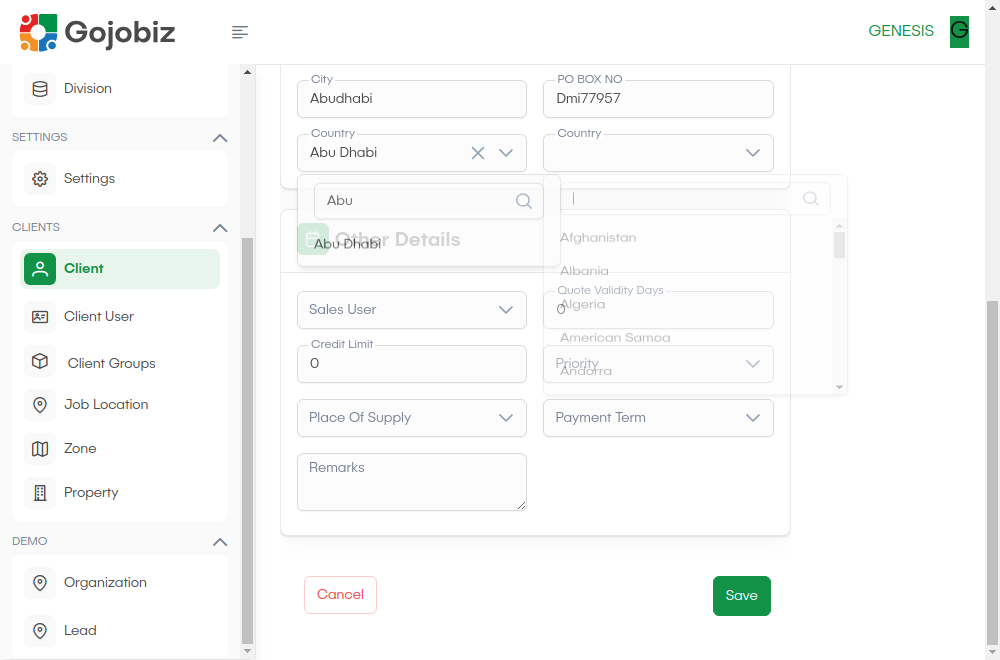 Gojobiz
GENESIS
G
Division
SETTINGS
Settings
CLIENTS
Client
Client User
Client Groups
Job Location
Zone
Property
DEMO
Organization
Lead
City
Abudhabi
PO BOX NO
Dmi77957
Country
Abu Dhabi
Country
Abu
Abu Dhabi
Other Details
Afghanistan
Albania
Algeria
American Samoa
Andorra
Sales User
Quote Validity Days
0
Credit Limit
0
Priority
Place Of Supply
Payment Term
Remarks
Cancel
Save